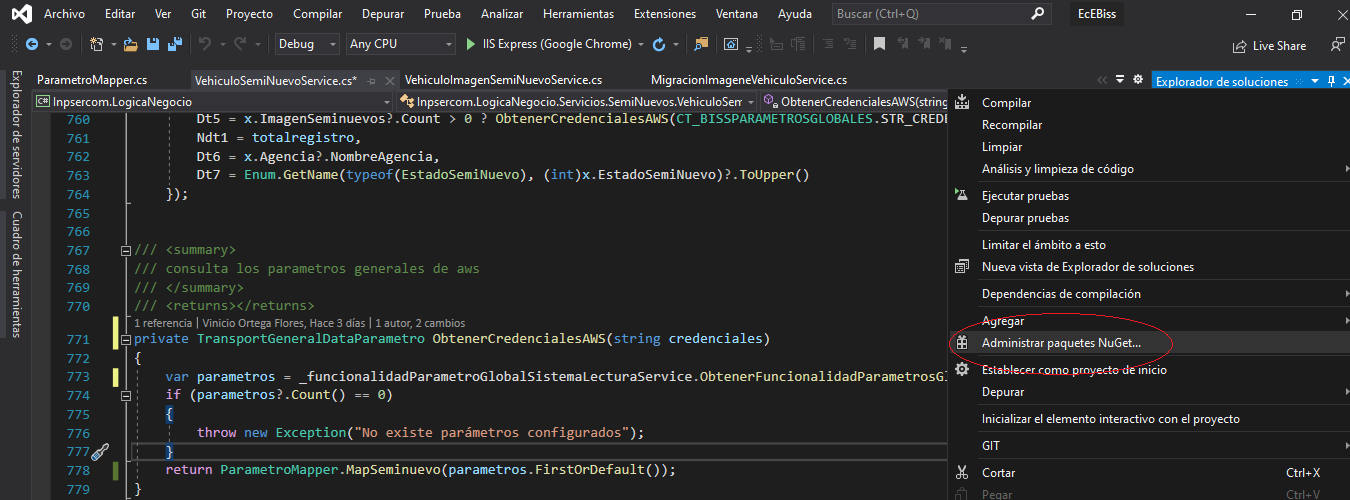 Archivo Editar Ver Git Proyecto Compilar Depurar Prueba Analizar Herramientas Extensiones Ventana Ayuda Buscar (Ctrl+Q) EcEBiss
Debug Any CPU IIS Express (Google Chrome) Live Share
Explorador de servidores
Cuadro de herramientas
ParametroMapper.cs VehiculoSemiNuevoService.cs* VehiculoImagenSemiNuevoService.cs MigracionImageneVehiculoService.cs Explorador de soluciones
C# Inpsercom.LogicaNegocio Inpsercom.LogicaNegocio.Servicios.SemiNuevos.VehiculoSem ObtenerCredencialesAWS(string
760 Dt5 = x.ImagenSeminuevos?.Count > 0 ? ObtenerCredencialesAWS(CT_BISSPARAMETROSGLOBALES.STR_CREDE
761 Ndt1 = totalregistro,
762 Dt6 = x.Agencia?.NombreAgencia,
763 Dt7 = Enum.GetName(typeof(EstadoSemiNuevo), (int)x.EstadoSemiNuevo)?.ToUpper()
764 });
765
766
767 /// <summary>
768 /// consulta los parametros generales de aws
769 /// </summary>
770 /// <returns></returns>
1 referencia | Vinicio Ortega Flores, Hace 3 días | 1 autor, 2 cambios
771 private TransportGeneralDataParametro ObtenerCredencialesAWS(string credenciales)
772 {
773 var parametros = _funcionalidadParametroGlobalSistemaLecturaService.ObtenerFuncionalidadParametrosGl
774 if (parametros?.Count() == 0)
775 {
776 throw new Exception("No existe parámetros configurados");
777 }
778 return ParametroMapper.MapSeminuevo(parametros.FirstOrDefault());
779 }
Compilar
Recompilar
Limpiar
Análisis y limpieza de código
Ejecutar pruebas
Depurar pruebas
Limitar el ámbito a esto
Nueva vista de Explorador de soluciones
Dependencias de compilación
Agregar
Administrar paquetes NuGet...
Establecer como proyecto de inicio
Depurar
Inicializar el elemento interactivo con el proyecto
GIT
Cortar Ctrl+X
Pegar Ctrl+V